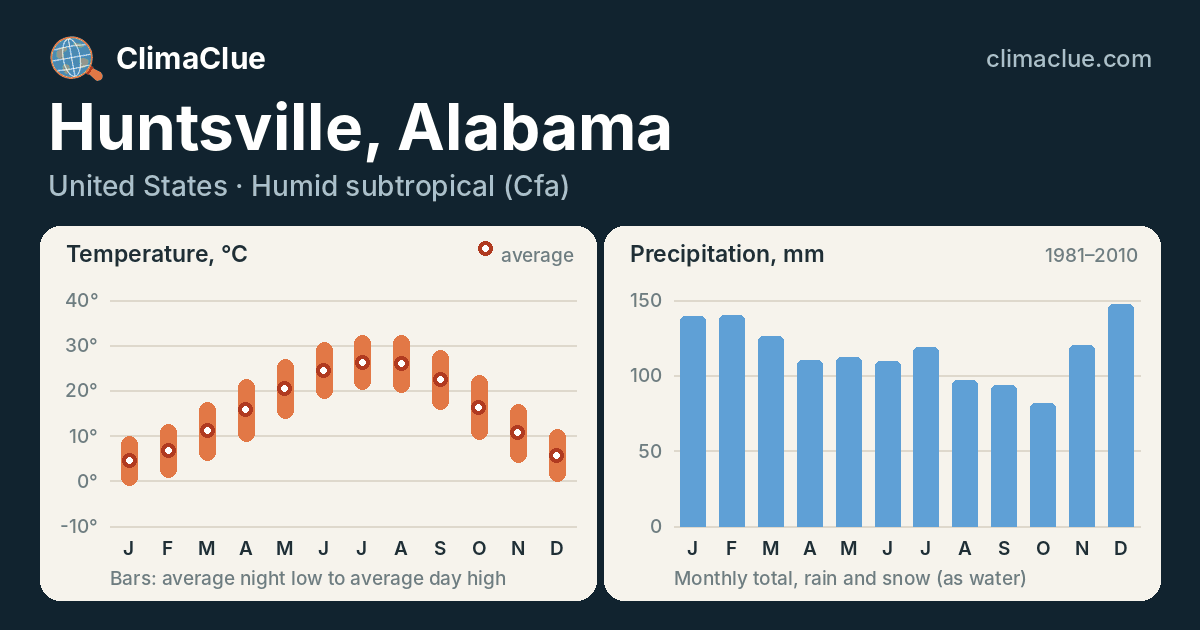 ClimaClue
climaclue.com
Huntsville, Alabama
United States · Humid subtropical (Cfa)
Temperature, °C
average
40°
30°
20°
10°
0°
-10°
J F M A M J J A S O N D
Bars: average night low to average day high
Precipitation, mm
1981–2010
150
100
50
0
J F M A M J J A S O N D
Monthly total, rain and snow (as water)